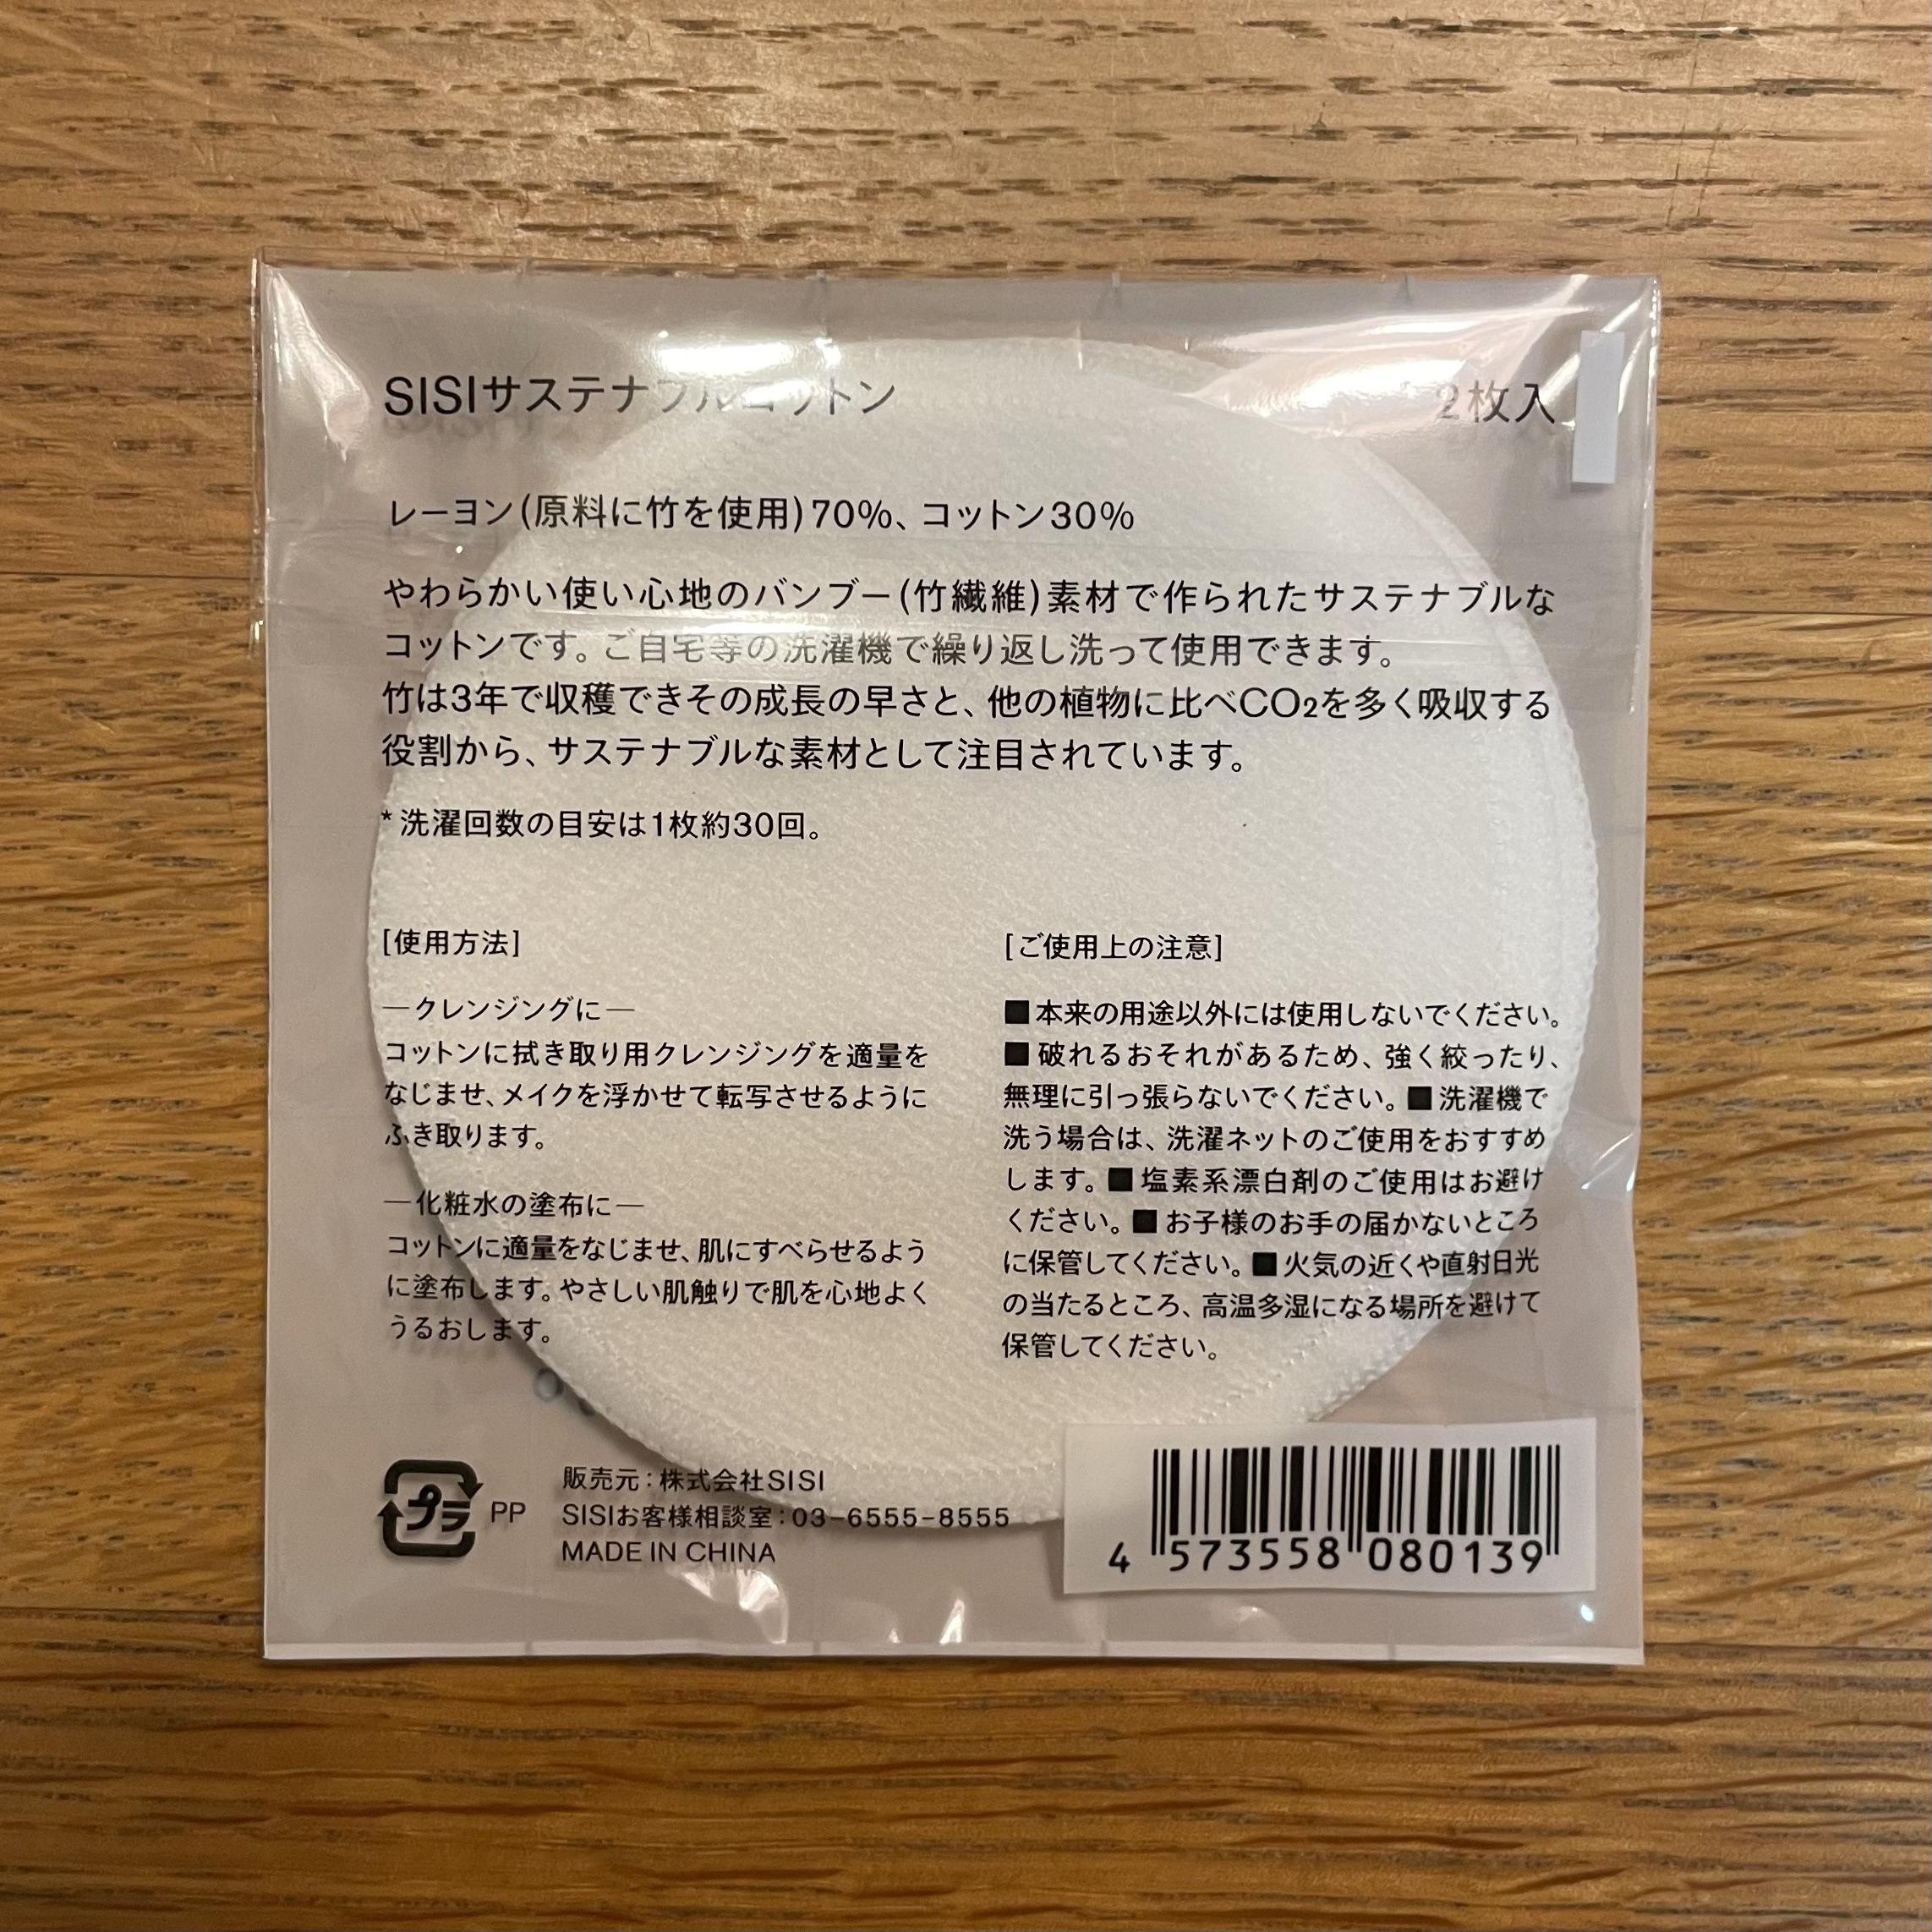 SISIサステナブルコットン
2枚入
レーヨン(原料に竹を使用)70%、コットン30%
やわらかい使い心地のバンブー(竹繊維)素材で作られたサステナブルな
コットンです。ご自宅等の洗濯機で繰り返し洗って使用できます。
竹は3年で収穫できその成長の早さと、他の植物に比べCO₂を多く吸収する
役割から、サステナブルな素材として注目されています。
*洗濯回数の目安は1枚約30回。
[使用方法]
―クレンジングに―
コットンに拭き取り用クレンジングを適量を
なじませ、メイクを浮かせて転写させるように
ふき取ります。
―化粧水の塗布に―
コットンに適量をなじませ、肌にすべらせるよう
に塗布します。やさしい肌触りで肌を心地よく
うるおします。
[ご使用上の注意]
■本来の用途以外には使用しないでください。
■破れるおそれがあるため、強く絞ったり、
無理に引っ張らないでください。■洗濯機で
洗う場合は、洗濯ネットのご使用をおすすめ
します。■塩素系漂白剤のご使用はお避け
ください。■お子様のお手の届かないところ
に保管してください。■火気の近くや直射日光
の当たるところ、高温多湿になる場所を避けて
保管してください。
プラ PP
販売元:株式会社SISI
SISIお客様相談室:03-6555-8555
MADE IN CHINA
4 573558 080139